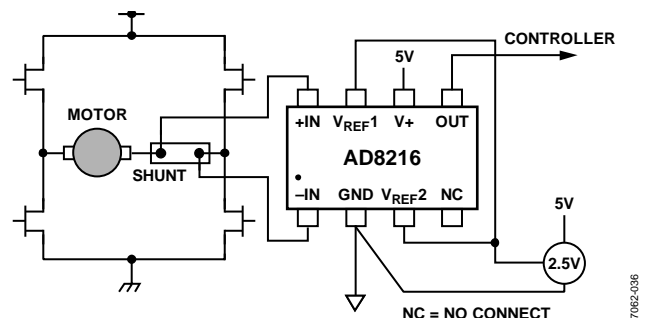 CONTROLLER
5V
MOTOR
+IN VREF1 V+ OUT
AD8216
SHUNT
–IN GND VREF2 NC
5V
2.5V
NC = NO CONNECT
7062-036